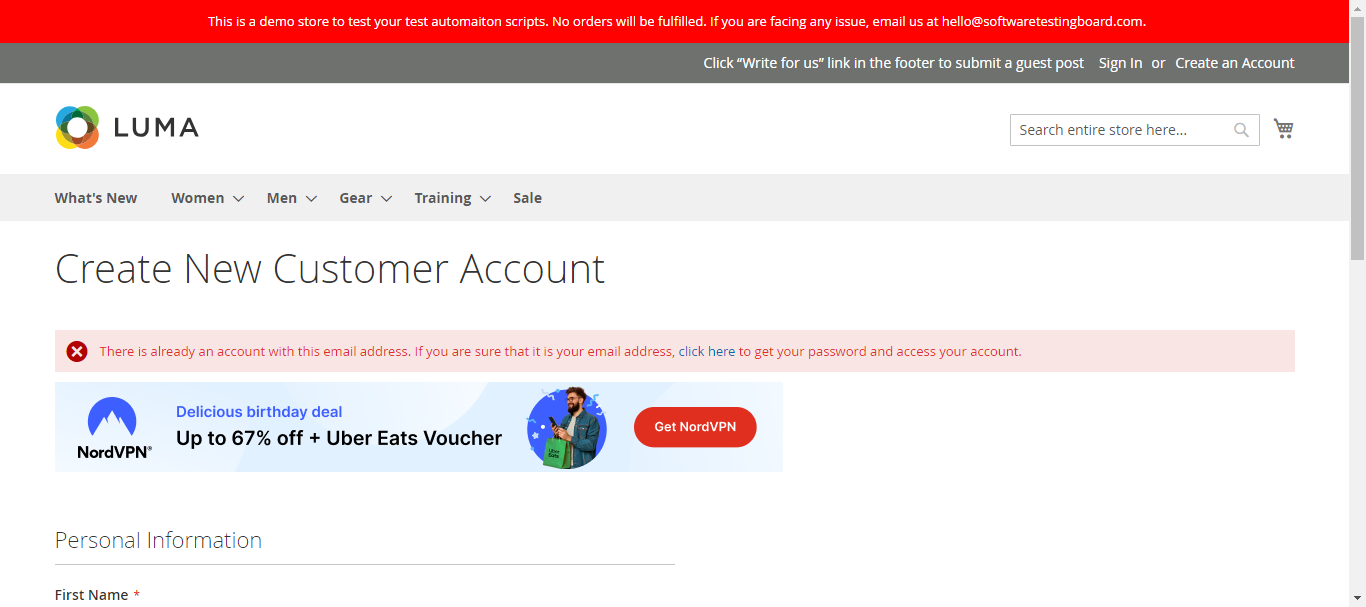 This is a demo store to test your test automaiton scripts. No orders will be fulfilled. If you are facing any issue, email us at hello@softwaretestingboard.com.
Click “Write for us” link in the footer to submit a guest post Sign In or Create an Account
LUMA
Search entire store here...
What's New Women Men Gear Training Sale
Create New Customer Account
There is already an account with this email address. If you are sure that it is your email address, click here to get your password and access your account.
Delicious birthday deal
Up to 67% off + Uber Eats Voucher
NordVPN®
Uber
Eats
Get NordVPN
Personal Information
First Name *